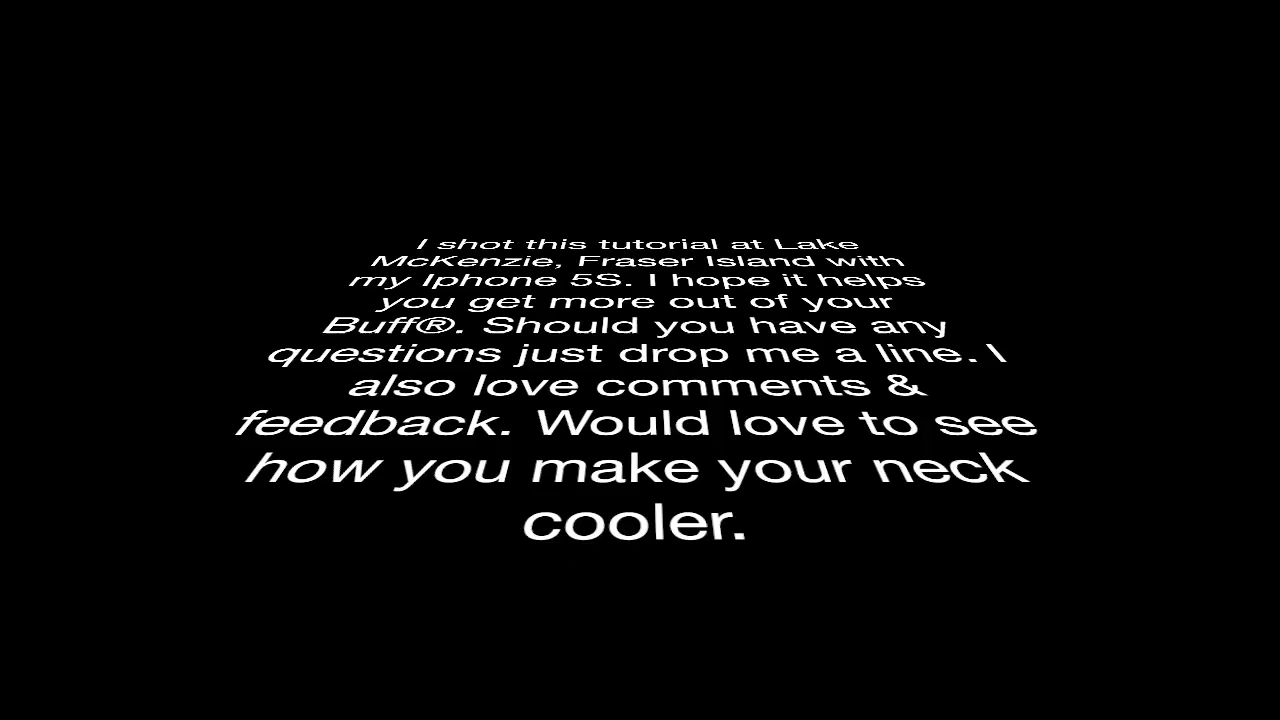 I shot this tutorial at Lake
McKenzie, Fraser Island with
my Iphone 5S. I hope it helps
you get more out of your
Buff®. Should you have any
questions just drop me a line. I
also love comments &
feedback. Would love to see
how you make your neck
cooler.